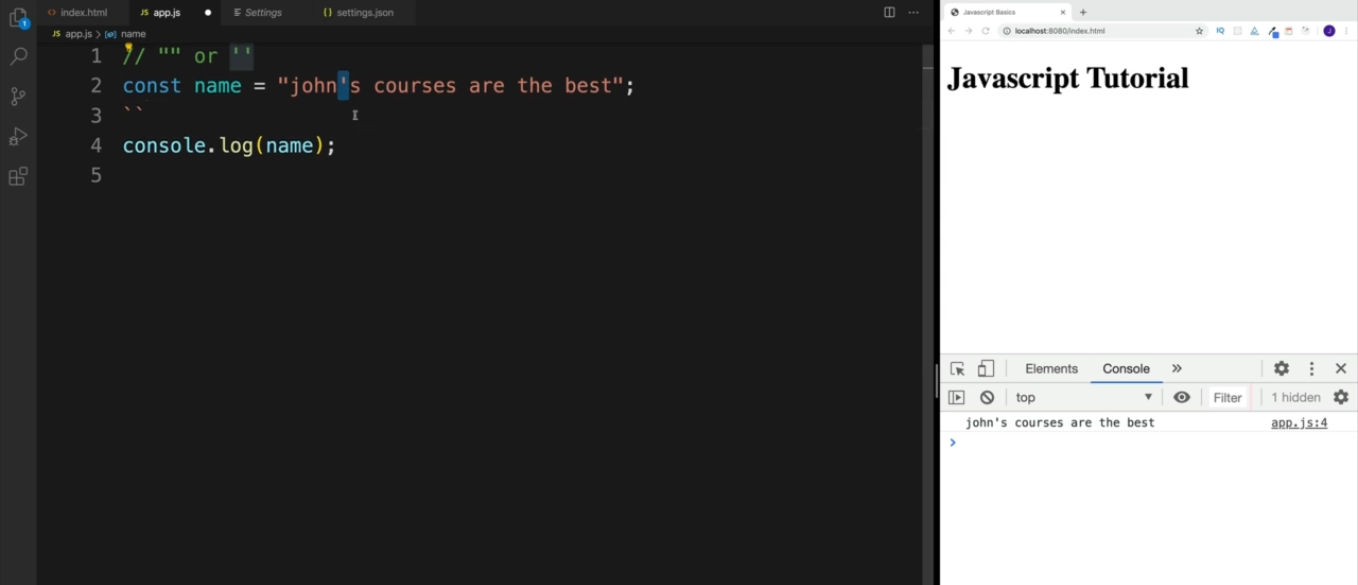 index.html JS app.js Settings {} settings.json
JS app.js > name
1 // "" or ''
2 const name = "john's courses are the best";
3 ``
4 console.log(name);
5
1
Javascript Basics
localhost:8080/index.html
IQ J
Javascript Tutorial
Elements Console »
top Filter 1 hidden
john's courses are the best app.js:4